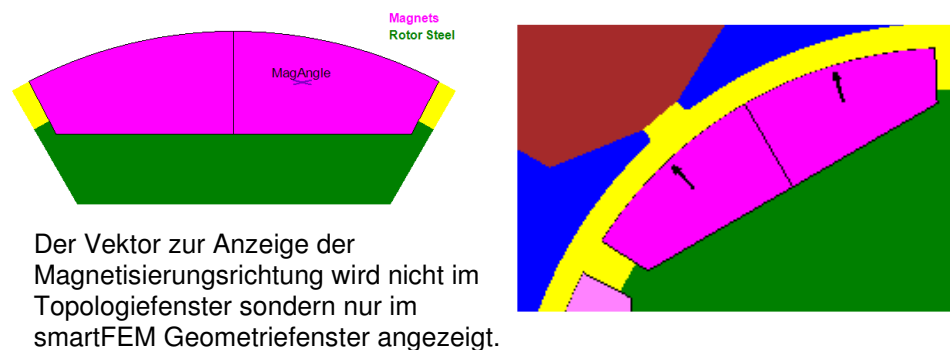 Magnets
Rotor Steel
MagAngle
Der Vektor zur Anzeige der
Magnetisierungsrichtung wird nicht im
Topologiefenster sondern nur im
smartFEM Geometriefenster angezeigt.